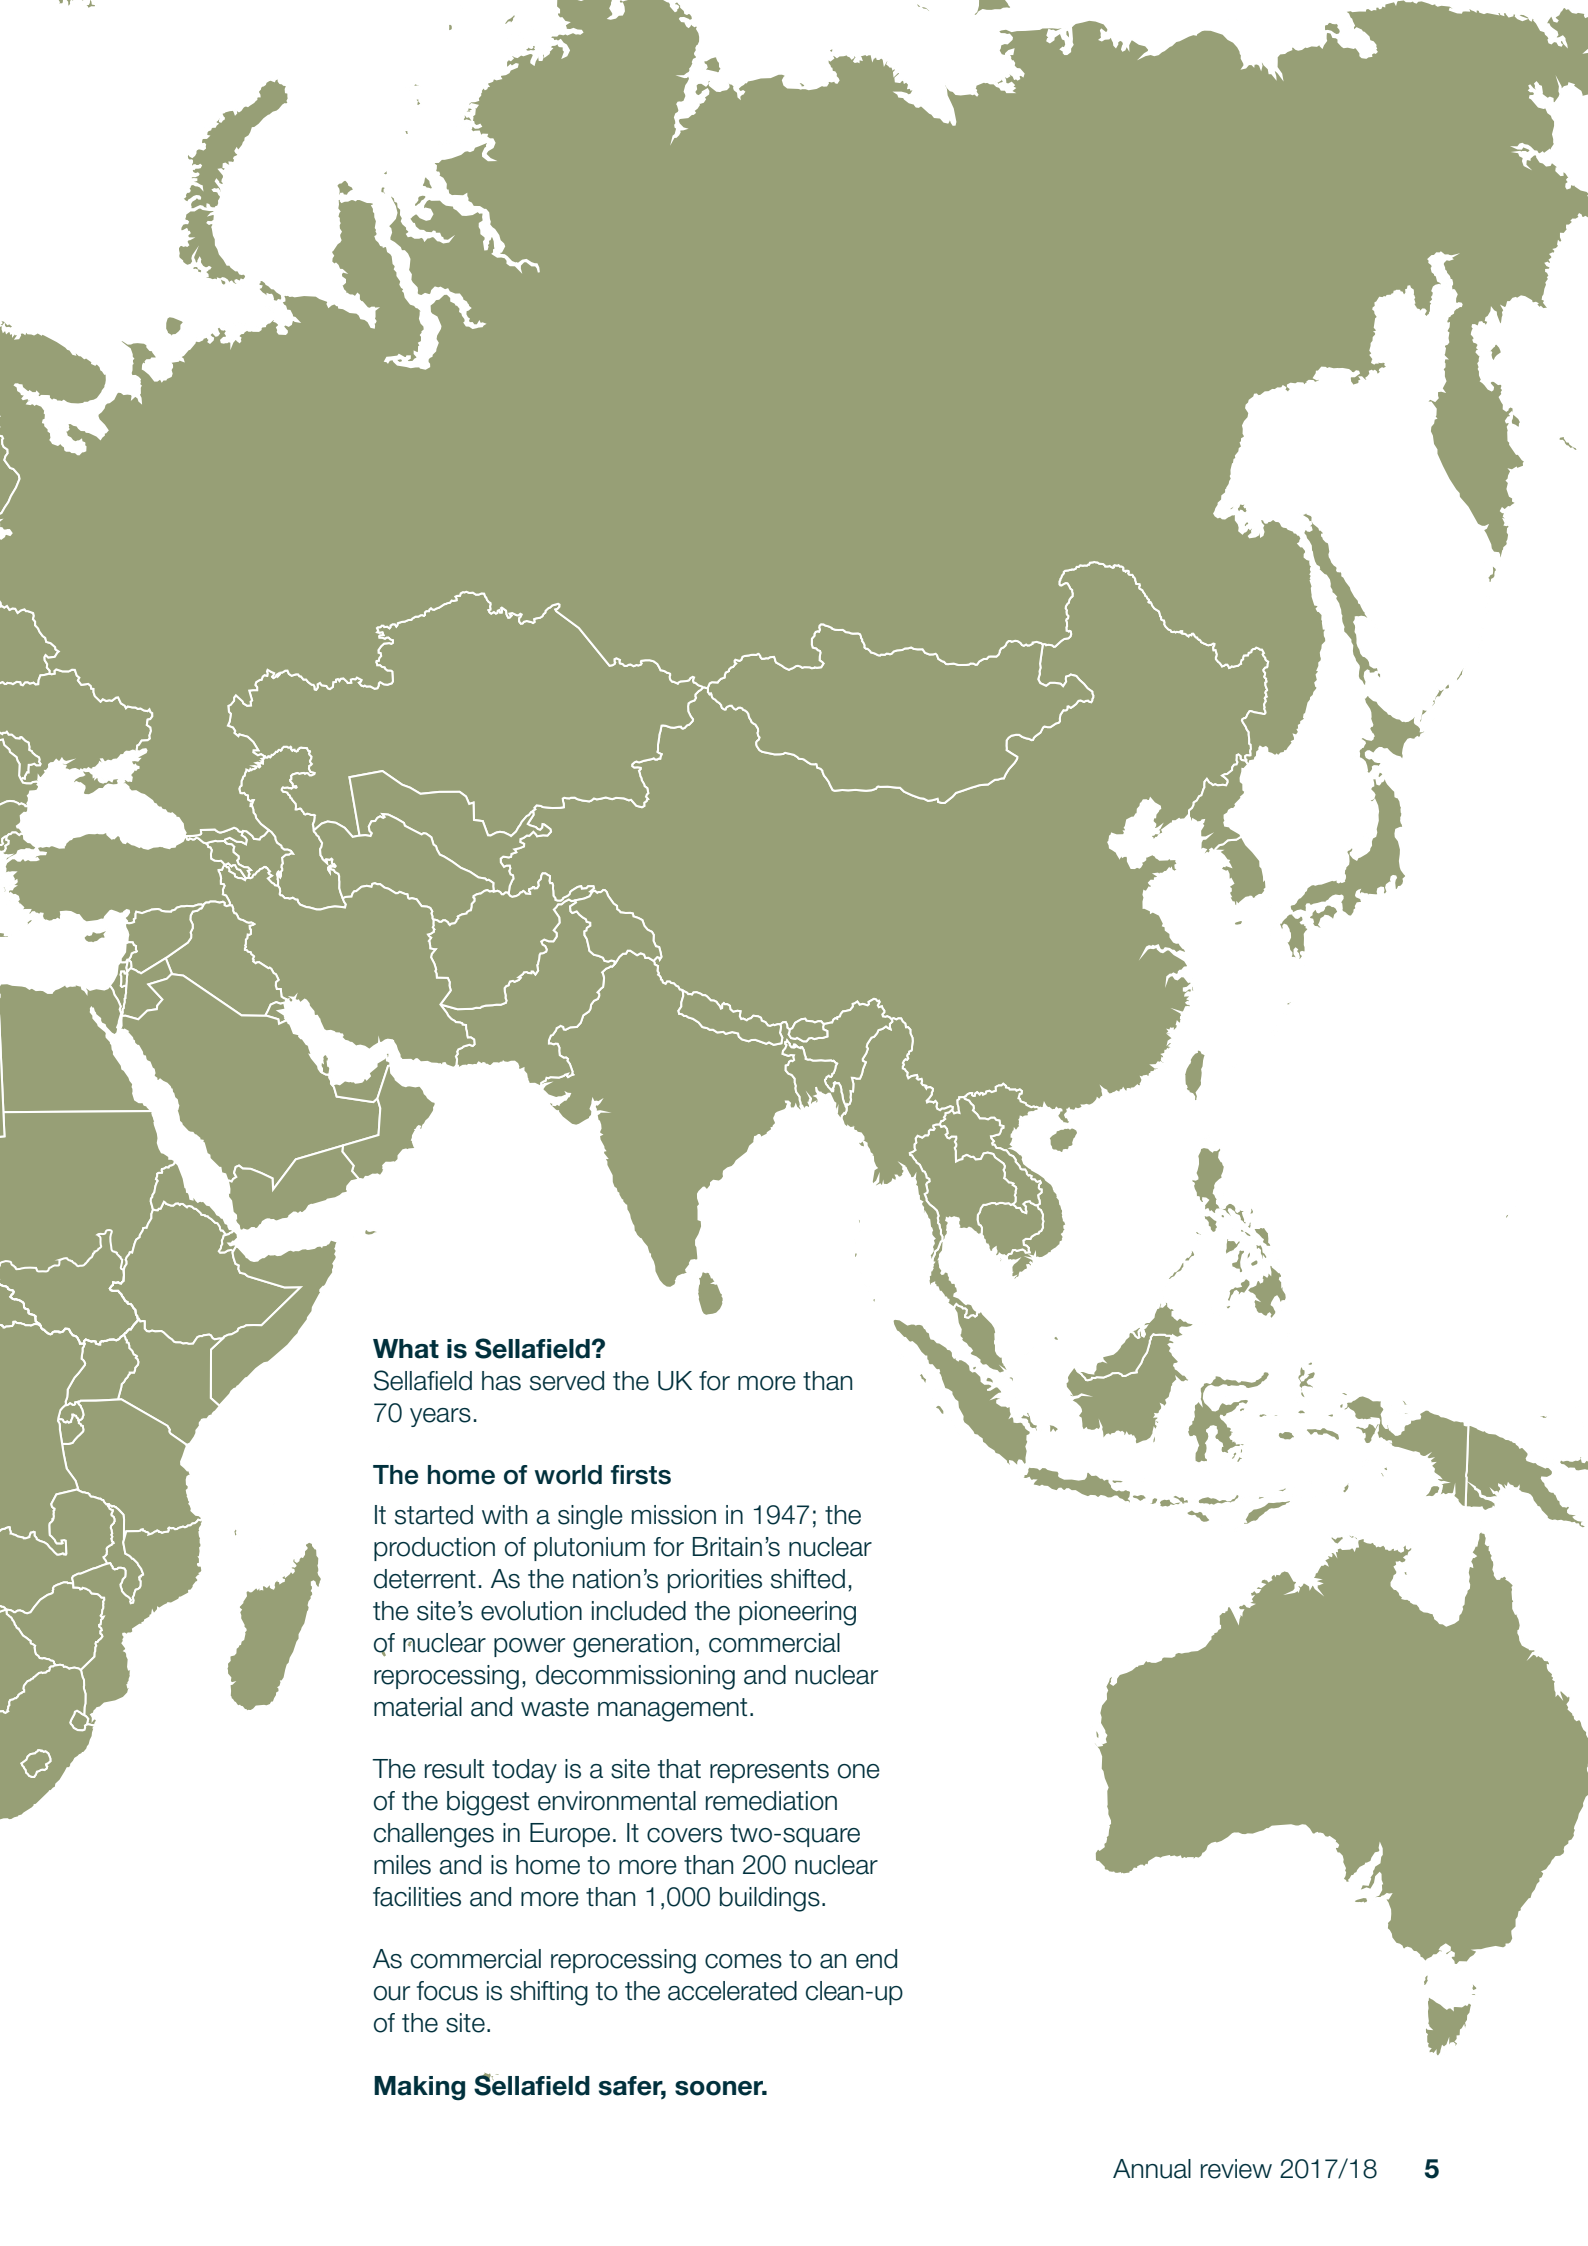 What is Sellafield?
Sellafield has served the UK for more than
70 years.
The home of world firsts
It started with a single mission in 1947; the
production of plutonium for Britain’s nuclear
deterrent. As the nation’s priorities shifted,
the site’s evolution included the pioneering
of nuclear power generation, commercial
reprocessing, decommissioning and nuclear
material and waste management.
The result today is a site that represents one
of the biggest environmental remediation
challenges in Europe. It covers two-square
miles and is home to more than 200 nuclear
facilities and more than 1,000 buildings.
As commercial reprocessing comes to an end
our focus is shifting to the accelerated clean-up
of the site.
Making Sellafield safer, sooner.
Annual review 2017/18 5